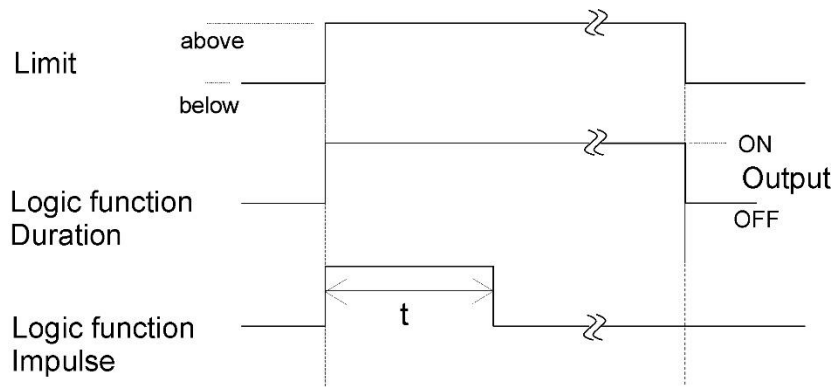 above
Limit
below
ON
Output
OFF
Logic function
Duration
t
Logic function
Impulse